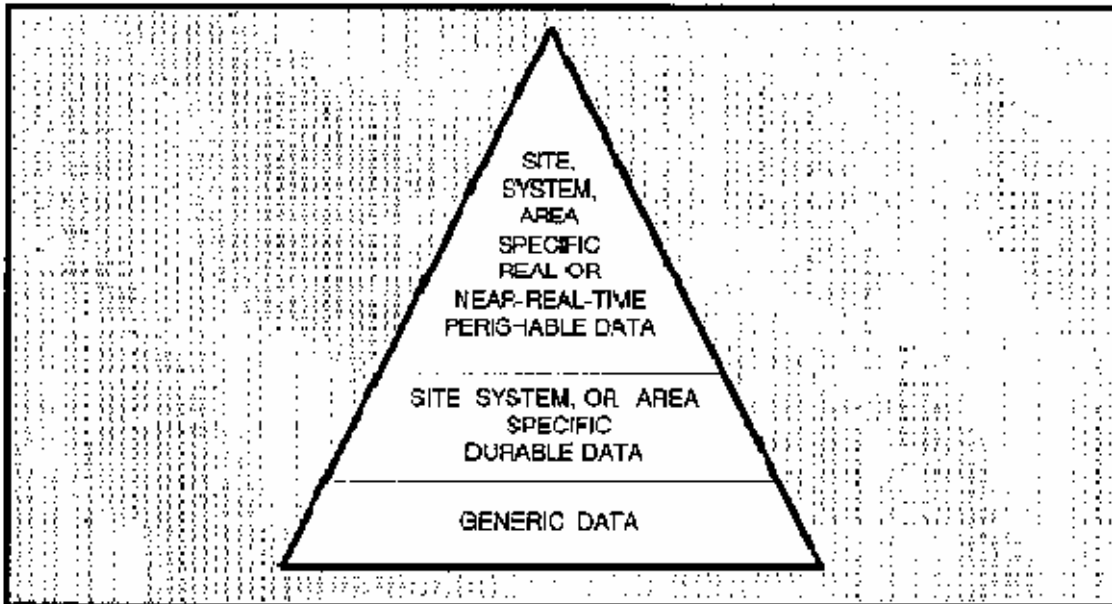 SITE,
SYSTEM,
AREA
SPECIFIC
REAL OR
NEAR-REAL-TIME
PERISHABLE DATA
SITE SYSTEM, OR AREA
SPECIFIC
DURABLE DATA
GENERIC DATA